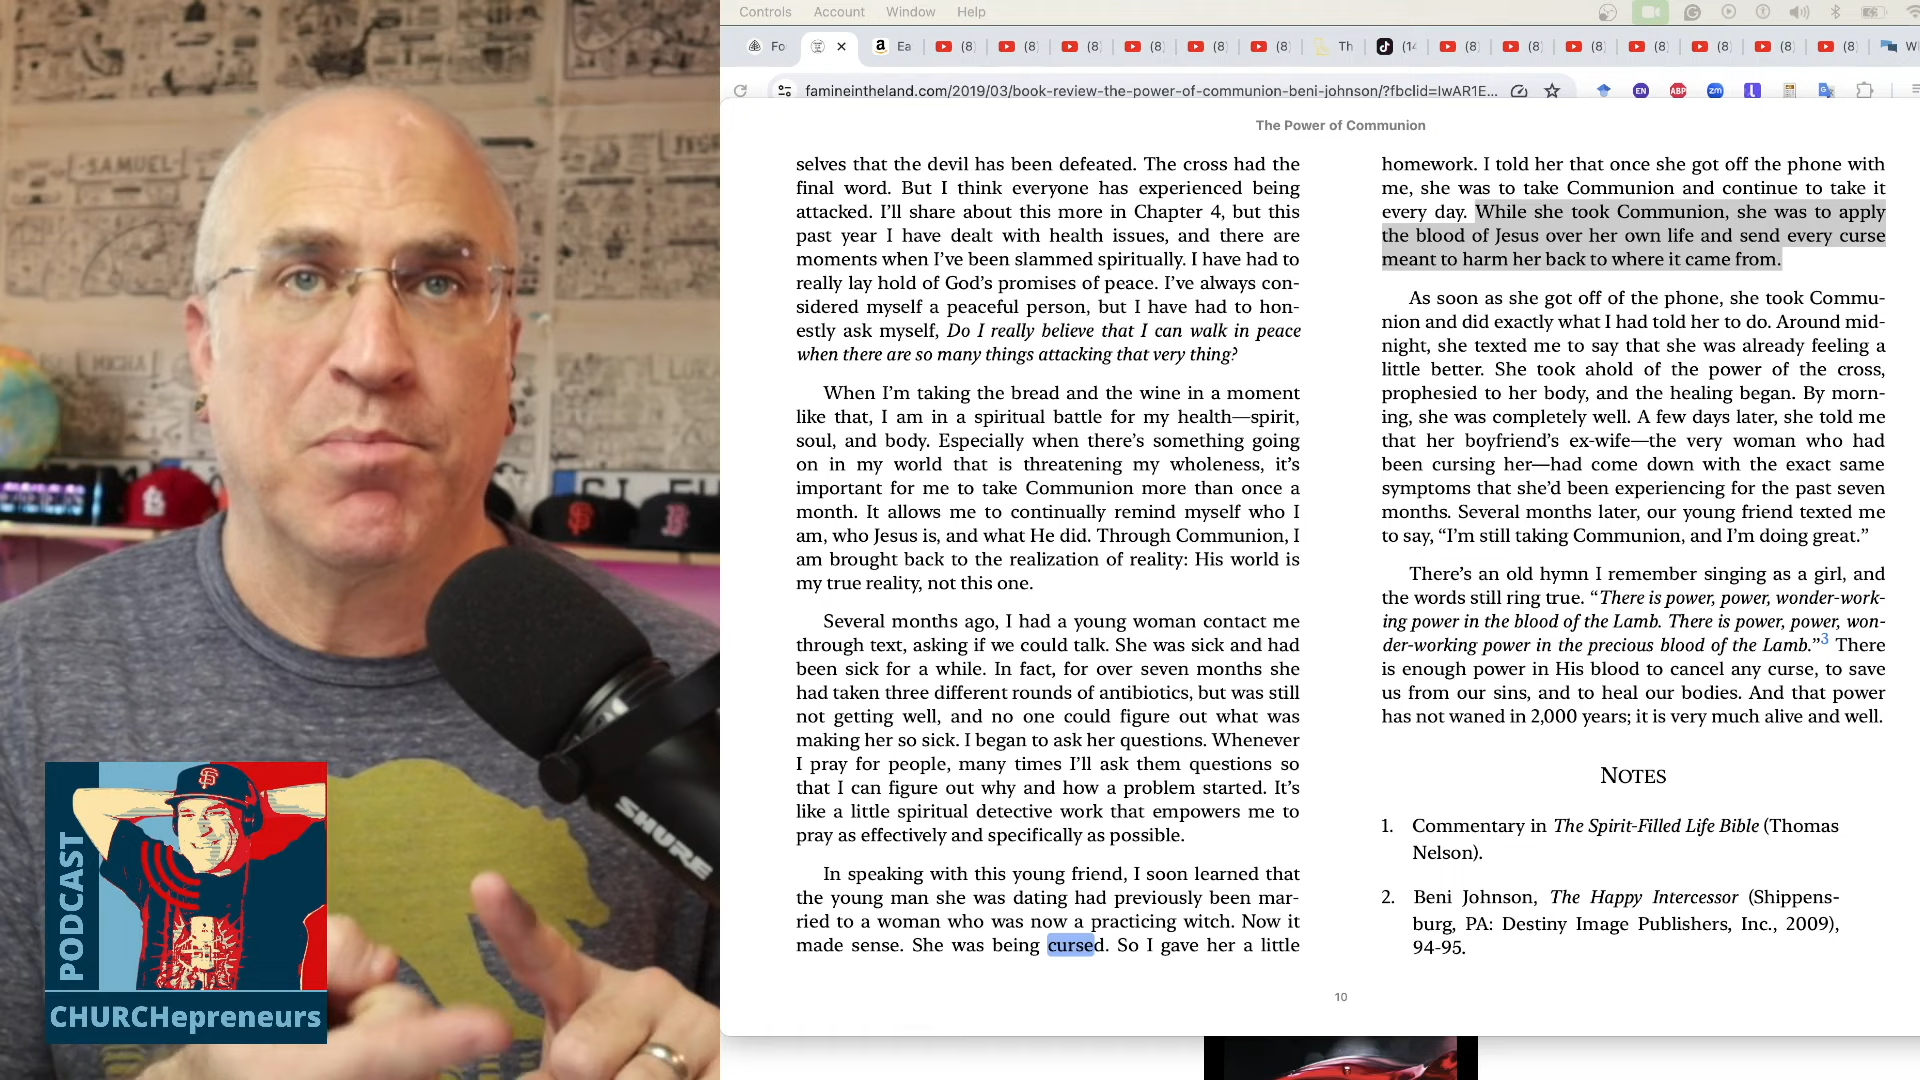 Controls Account Window Help
Fo
Ea
(8)
(8)
(8)
(8)
(8)
(8)
Th
(8)
(8)
(8)
(8)
(8)
(8)
(8)
famineintheland.com/2019/03/book-review-the-power-of-communion-beni-johnson/?fbclid=IwAR1E...
EN
ABP
zm
The Power of Communion
selves that the devil has been defeated. The cross had the
final word. But I think everyone has experienced being
attacked. I'll share about this more in Chapter 4, but this
past year I have dealt with health issues, and there are
moments when I've been slammed spiritually. I have had to
really lay hold of God's promises of peace. I've always con-
sidered myself a peaceful person, but I have had to hon-
estly ask myself, Do I really believe that I can walk in peace
when there are so many things attacking that very thing?
When I'm taking the bread and the wine in a moment
like that, I am in a spiritual battle for my health—spirit,
soul, and body. Especially when there's something going
on in my world that is threatening my wholeness, it's
important for me to take Communion more than once a
month. It allows me to continually remind myself who I
am, who Jesus is, and what He did. Through Communion, I
am brought back to the realization of reality: His world is
my true reality, not this one.
Several months ago, I had a young woman contact me
through text, asking if we could talk. She was sick and had
been sick for a while. In fact, for over seven months she
had taken three different rounds of antibiotics, but was still
not getting well, and no one could figure out what was
making her so sick. I began to ask her questions. Whenever
I pray for people, many times I'll ask them questions so
that I can figure out why and how a problem started. It's
like a little spiritual detective work that empowers me to
pray as effectively and specifically as possible.
In speaking with this young friend, I soon learned that
the young man she was dating had previously been mar-
ried to a woman who was now a practicing witch. Now it
made sense. She was being cursed. So I gave her a little
homework. I told her that once she got off the phone with
me, she was to take Communion and continue to take it
every day. While she took Communion, she was to apply
the blood of Jesus over her own life and send every curse
meant to harm her back to where it came from.
As soon as she got off of the phone, she took Commu-
nion and did exactly what I had told her to do. Around mid-
night, she texted me to say that she was already feeling a
little better. She took ahold of the power of the cross,
prophesied to her body, and the healing began. By morn-
ing, she was completely well. A few days later, she told me
that her boyfriend's ex-wife—the very woman who had
been cursing her—had come down with the exact same
symptoms that she'd been experiencing for the past seven
months. Several months later, our young friend texted me
to say, “I'm still taking Communion, and I'm doing great.”
There's an old hymn I remember singing as a girl, and
the words still ring true. “There is power, power, wonder-work-
ing power in the blood of the Lamb. There is power, power, won-
der-working power in the precious blood of the Lamb.”3 There
is enough power in His blood to cancel any curse, to save
us from our sins, and to heal our bodies. And that power
has not waned in 2,000 years; it is very much alive and well.
NOTES
1. Commentary in The Spirit-Filled Life Bible (Thomas
Nelson).
2. Beni Johnson, The Happy Intercessor (Shippens-
burg, PA: Destiny Image Publishers, Inc., 2009),
94-95.
10
SAMUEL
MICHA
SHURE
PODCAST
SF
CHURCHepreneurs